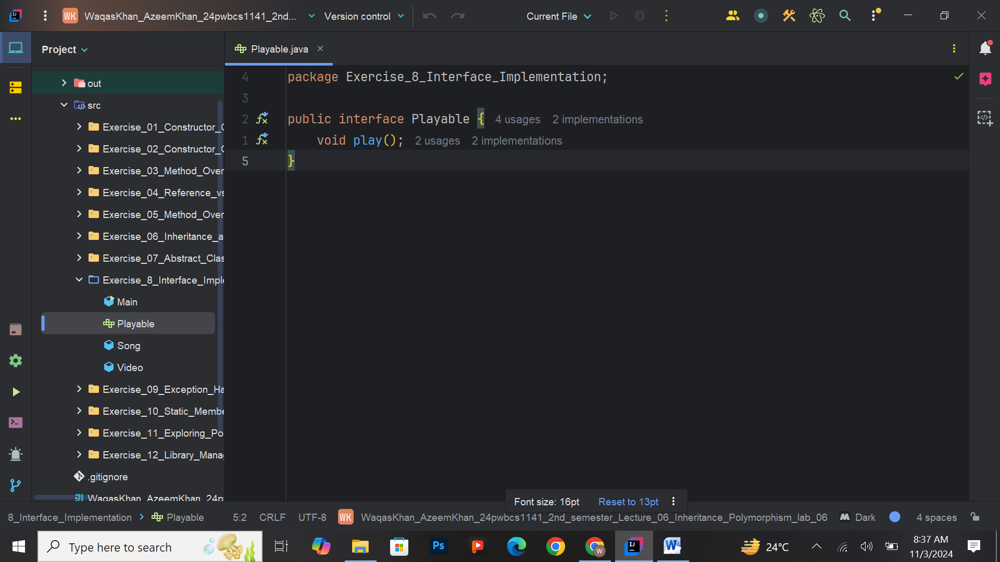 WK WaqasKhan_AzeemKhan_24pwbcs1141_2nd... Version control Current File
Project
out
src
Exercise_01_Constructor_
Exercise_02_Constructor_
Exercise_03_Method_Over
Exercise_04_Reference_vs
Exercise_05_Method_Over
Exercise_06_Inheritance_a
Exercise_07_Abstract_Clas
Exercise_8_Interface_Imple
Main
Playable
Song
Video
Exercise_09_Exception_Ha
Exercise_10_Static_Membe
Exercise_11_Exploring_Po
Exercise_12_Library_Mana
.gitignore
WaqasKhan_AzeemKhan_24p
Playable.java
4 package Exercise_8_Interface_Implementation;
3
2 public interface Playable { 4 usages 2 implementations
1 void play(); 2 usages 2 implementations
5 }
Font size: 16pt Reset to 13pt
8_Interface_Implementation Playable 5:2 CRLF UTF-8 WK WaqasKhan_AzeemKhan_24pwbcs1141_2nd_semester_Lecture_06_Inheritance_Polymorphism_lab_06 Dark 4 spaces
Type here to search Ps W IJ W 24°C 8:37 AM
11/3/2024